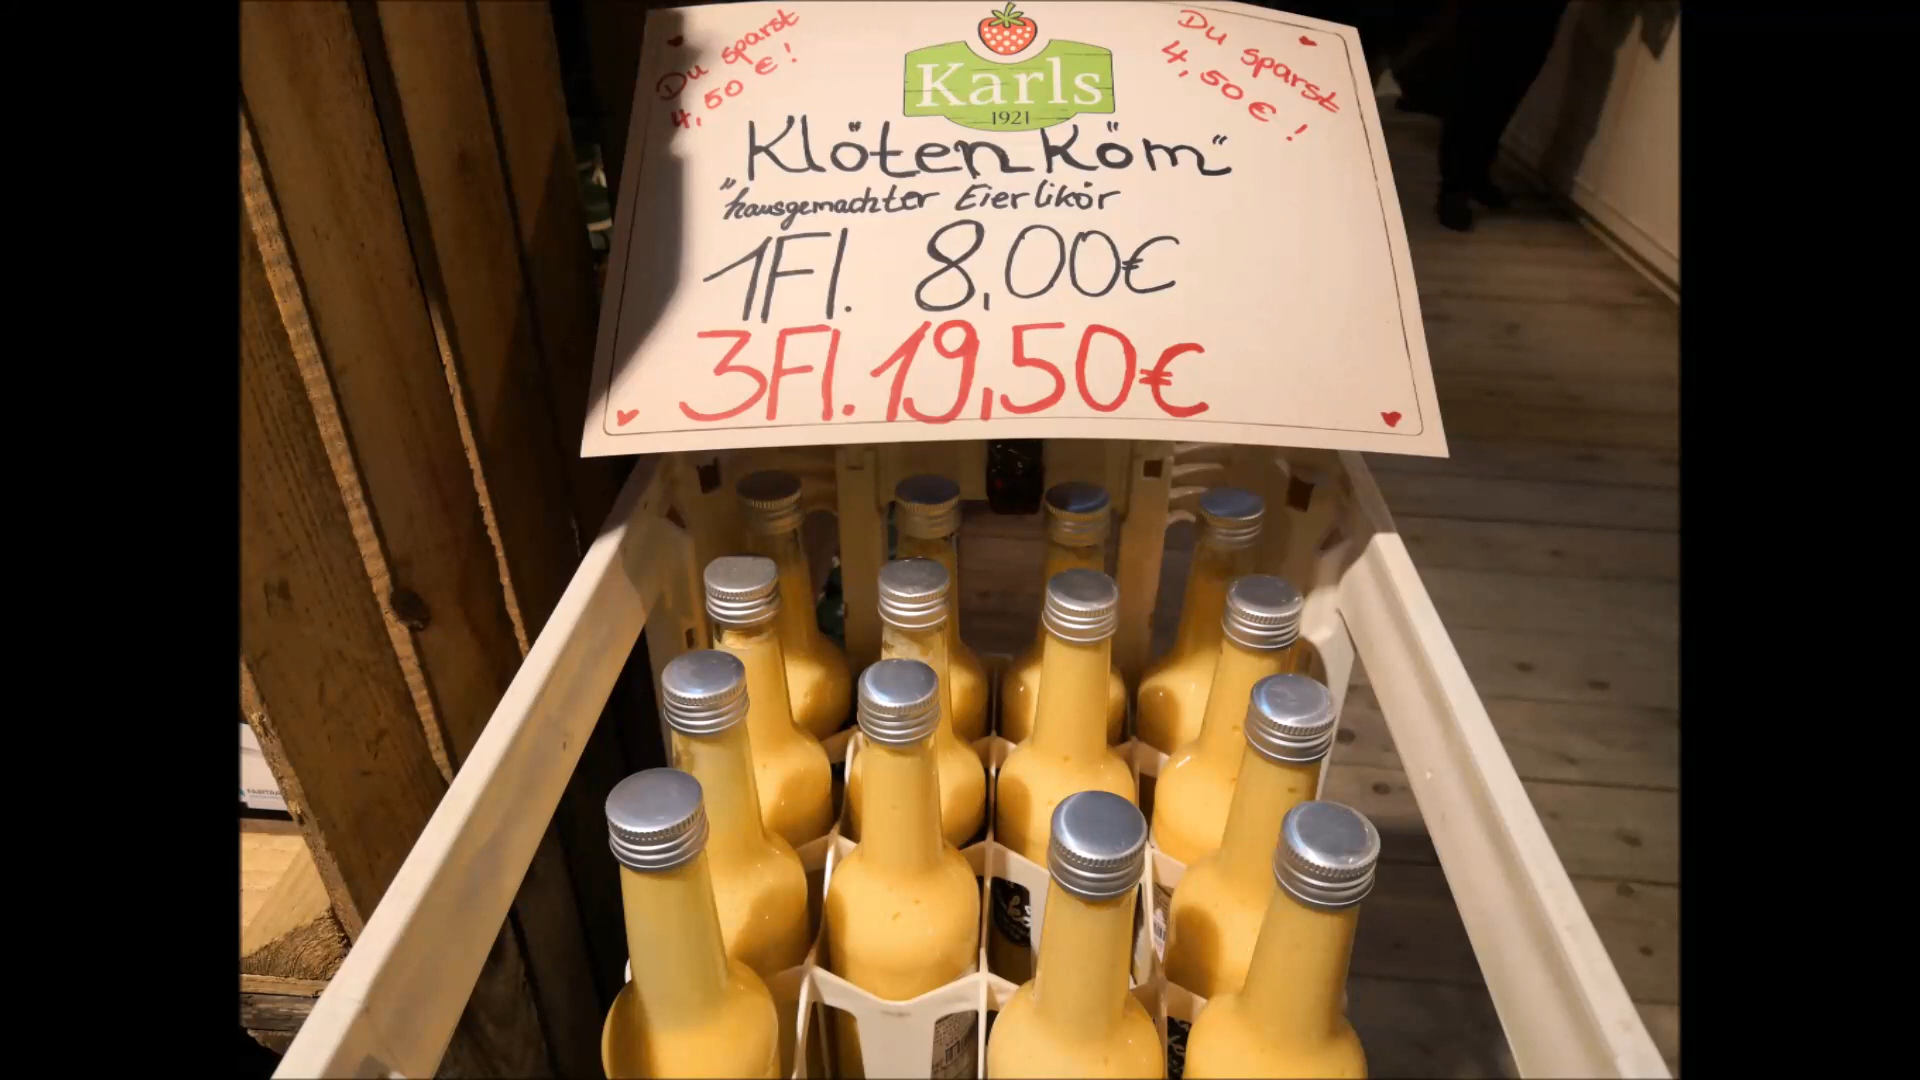 Du sparst
4,50 €!
Karls
1921
Du sparst
4,50 € !
"Klöten Köm"
hausgemachter Eierlikör
1Fl. 8,00€
3Fl. 19,50€